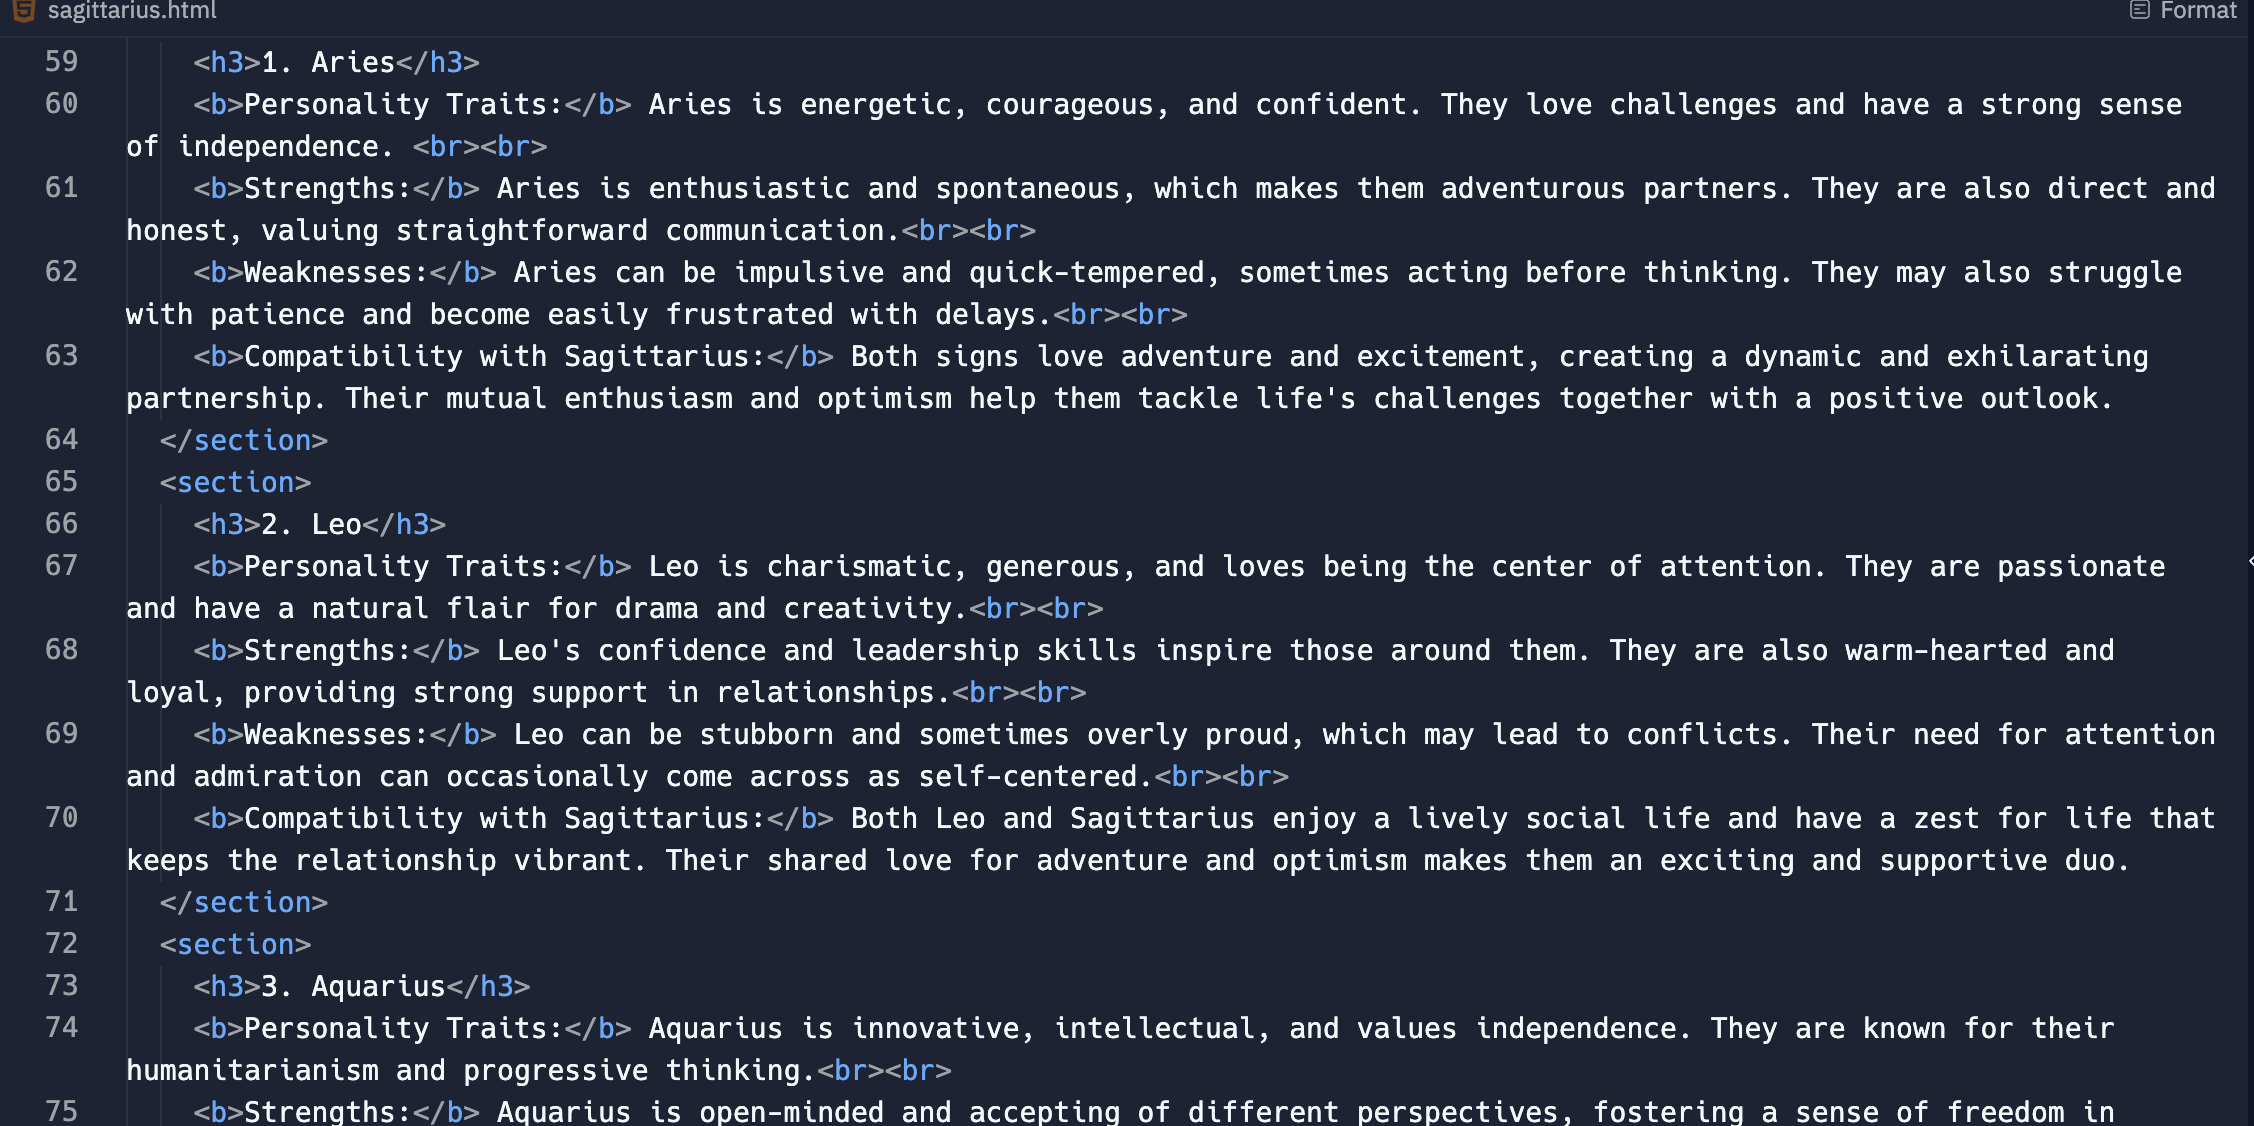 sagittarius.html
Format
59 <h3>1. Aries</h3>
60 <b>Personality Traits:</b> Aries is energetic, courageous, and confident. They love challenges and have a strong sense
of independence. <br><br>
61 <b>Strengths:</b> Aries is enthusiastic and spontaneous, which makes them adventurous partners. They are also direct and
honest, valuing straightforward communication.<br><br>
62 <b>Weaknesses:</b> Aries can be impulsive and quick-tempered, sometimes acting before thinking. They may also struggle
with patience and become easily frustrated with delays.<br><br>
63 <b>Compatibility with Sagittarius:</b> Both signs love adventure and excitement, creating a dynamic and exhilarating
partnership. Their mutual enthusiasm and optimism help them tackle life's challenges together with a positive outlook.
64 </section>
65 <section>
66 <h3>2. Leo</h3>
67 <b>Personality Traits:</b> Leo is charismatic, generous, and loves being the center of attention. They are passionate
and have a natural flair for drama and creativity.<br><br>
68 <b>Strengths:</b> Leo's confidence and leadership skills inspire those around them. They are also warm-hearted and
loyal, providing strong support in relationships.<br><br>
69 <b>Weaknesses:</b> Leo can be stubborn and sometimes overly proud, which may lead to conflicts. Their need for attention
and admiration can occasionally come across as self-centered.<br><br>
70 <b>Compatibility with Sagittarius:</b> Both Leo and Sagittarius enjoy a lively social life and have a zest for life that
keeps the relationship vibrant. Their shared love for adventure and optimism makes them an exciting and supportive duo.
71 </section>
72 <section>
73 <h3>3. Aquarius</h3>
74 <b>Personality Traits:</b> Aquarius is innovative, intellectual, and values independence. They are known for their
humanitarianism and progressive thinking.<br><br>
75 <b>Strengths:</b> Aquarius is open-minded and accepting of different perspectives, fostering a sense of freedom in